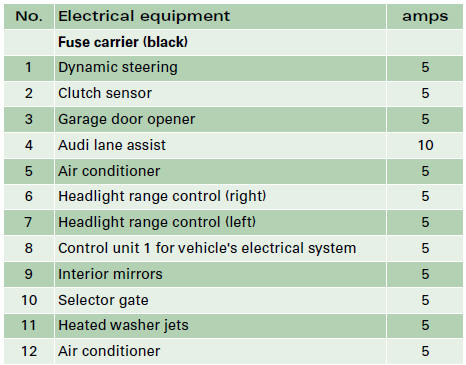 No. Electrical equipment amps
Fuse carrier (black)
1 Dynamic steering 5
2 Clutch sensor 5
3 Garage door opener 5
4 Audi lane assist 10
5 Air conditioner 5
6 Headlight range control (right) 5
7 Headlight range control (left) 5
8 Control unit 1 for vehicle's electrical system 5
9 Interior mirrors 5
10 Selector gate 5
11 Heated washer jets 5
12 Air conditioner 5